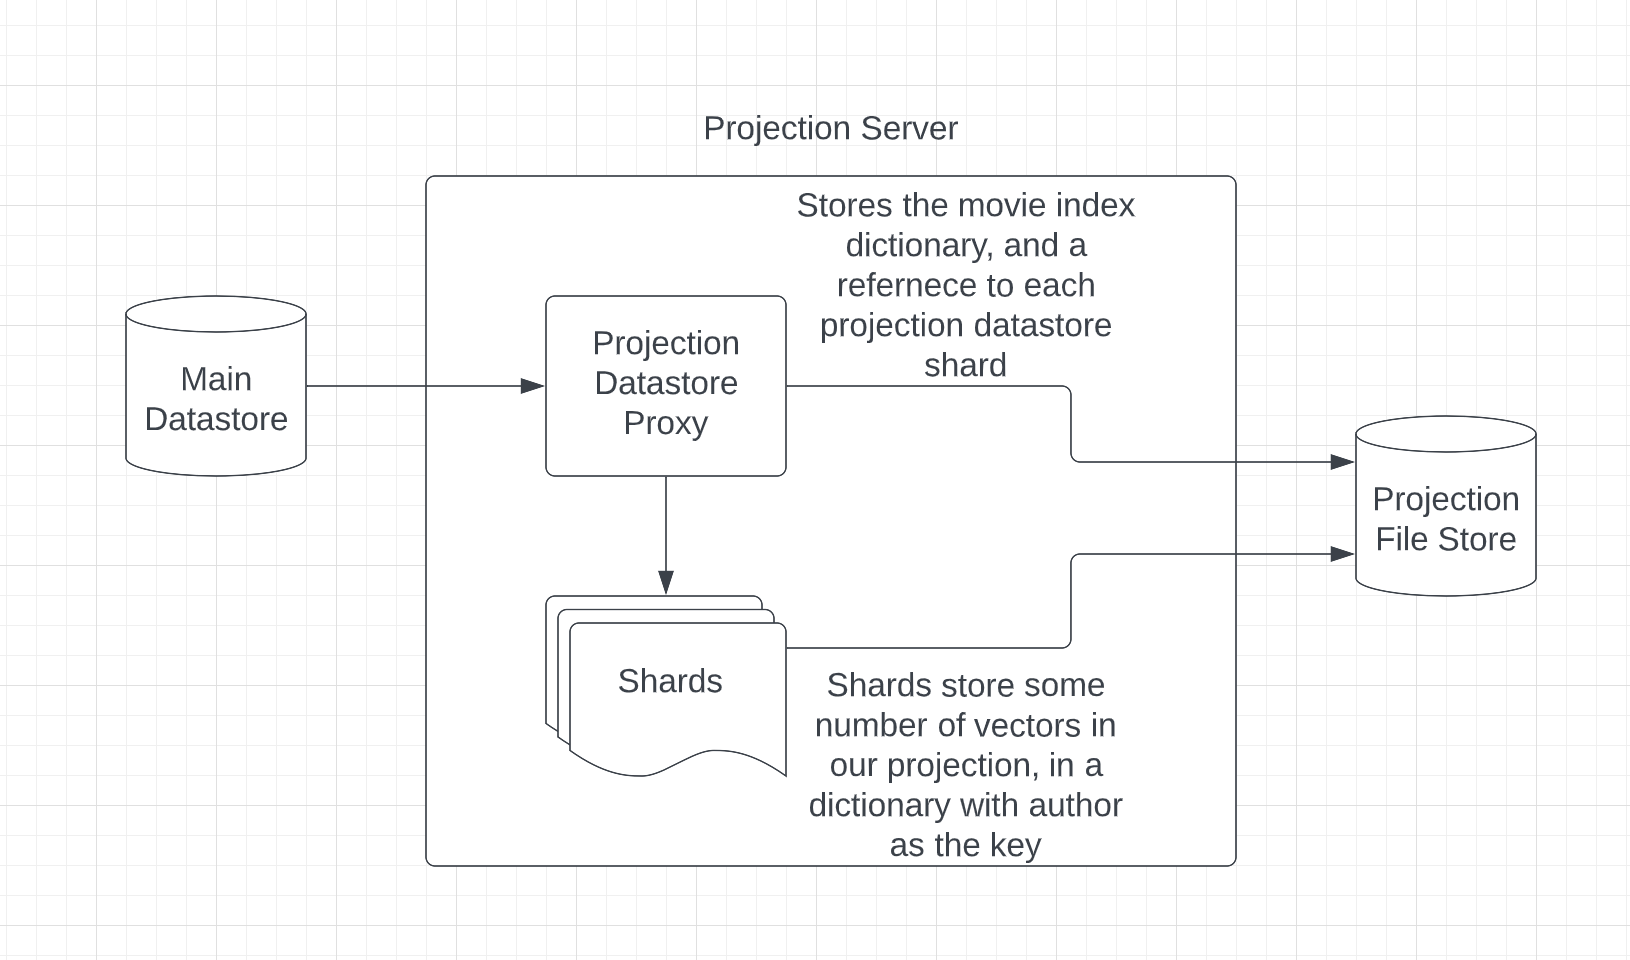 Projection Server
Stores the movie index
dictionary, and a
refernece to each
projection datastore
shard
Main
Datastore
Projection
Datastore
Proxy
Projection
File Store
Shards
Shards store some
number of vectors in
our projection, in a
dictionary with author
as the key